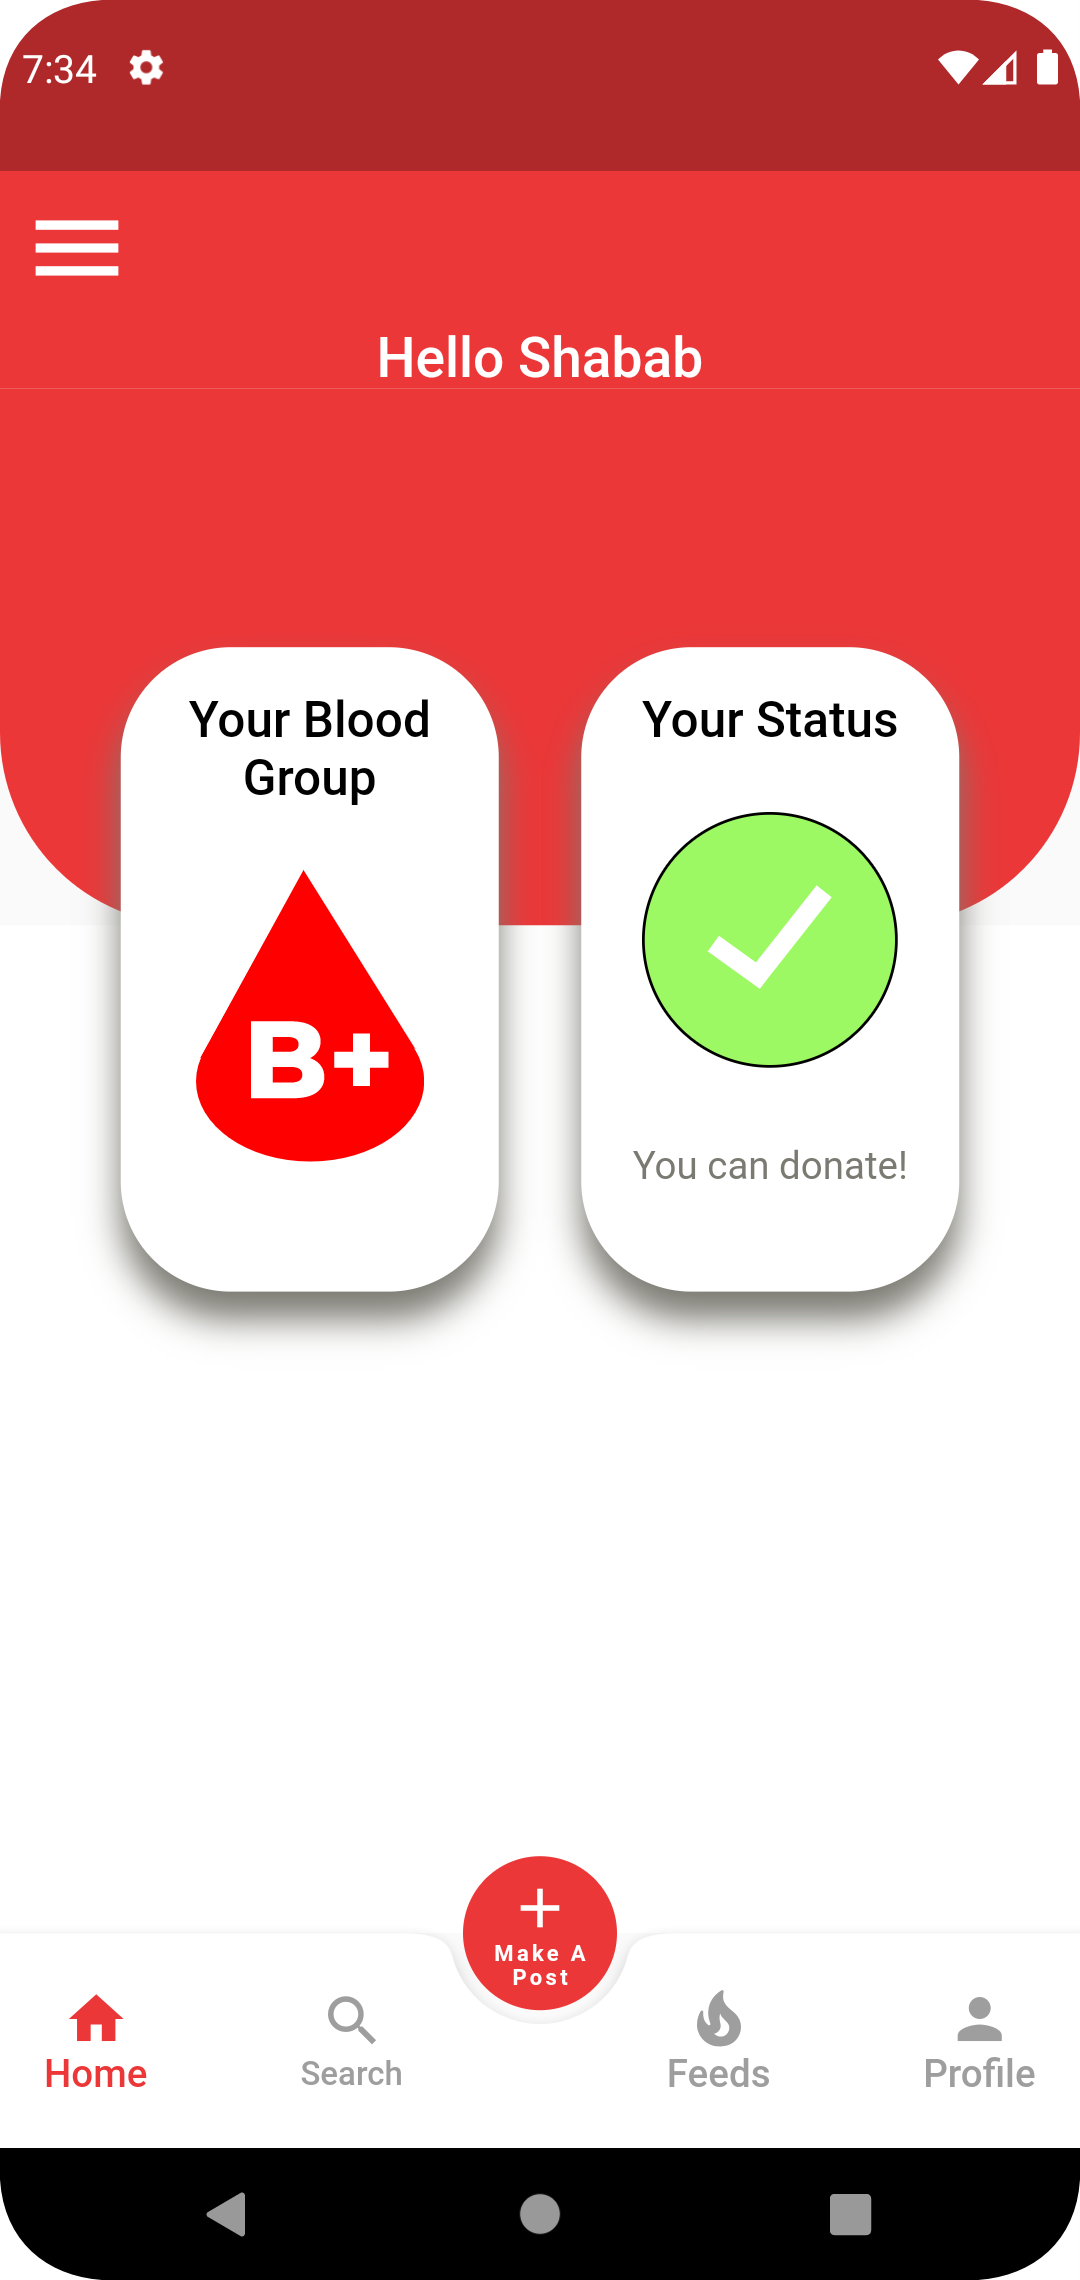 7:34
Hello Shabab
Your Blood
Group
B+
Your Status
You can donate!
Make A
Post
Home
Search
Feeds
Profile